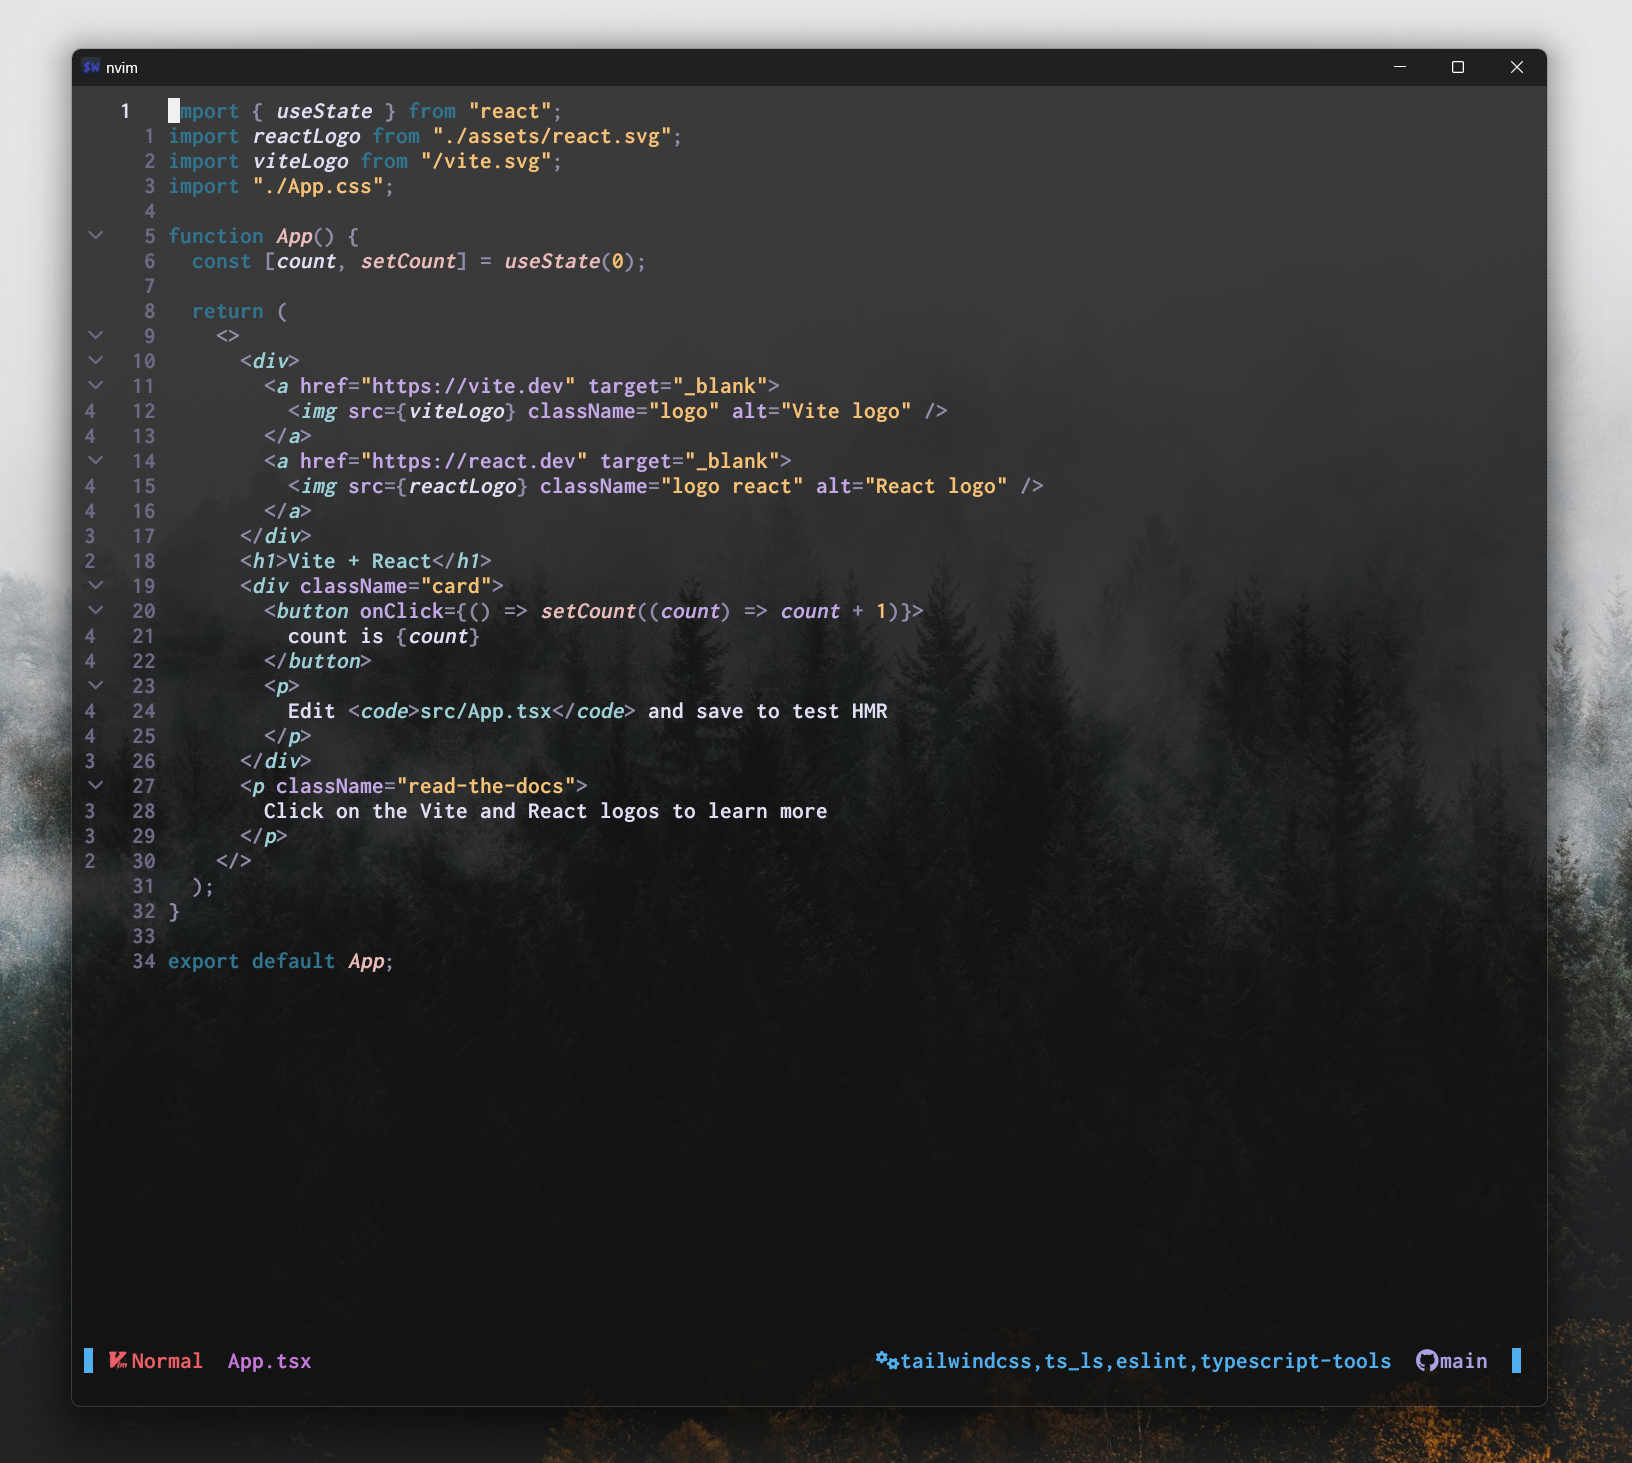 $W nvim
1 import { useState } from "react";
1 import reactLogo from "./assets/react.svg";
2 import viteLogo from "/vite.svg";
3 import "./App.css";
4
5 function App() {
6   const [count, setCount] = useState(0);
7
8   return (
9     <>
10       <div>
11         <a href="https://vite.dev" target="_blank">
4 12           <img src={viteLogo} className="logo" alt="Vite logo" />
4 13         </a>
14         <a href="https://react.dev" target="_blank">
4 15           <img src={reactLogo} className="logo react" alt="React logo" />
4 16         </a>
3 17       </div>
2 18       <h1>Vite + React</h1>
19       <div className="card">
20         <button onClick={() => setCount((count) => count + 1)}>
4 21           count is {count}
4 22         </button>
23         <p>
4 24           Edit <code>src/App.tsx</code> and save to test HMR
4 25         </p>
3 26       </div>
27       <p className="read-the-docs">
3 28         Click on the Vite and React logos to learn more
3 29       </p>
2 30     </>
31   );
32 }
33
34 export default App;
Normal App.tsx tailwindcss,ts_ls,eslint,typescript-tools main